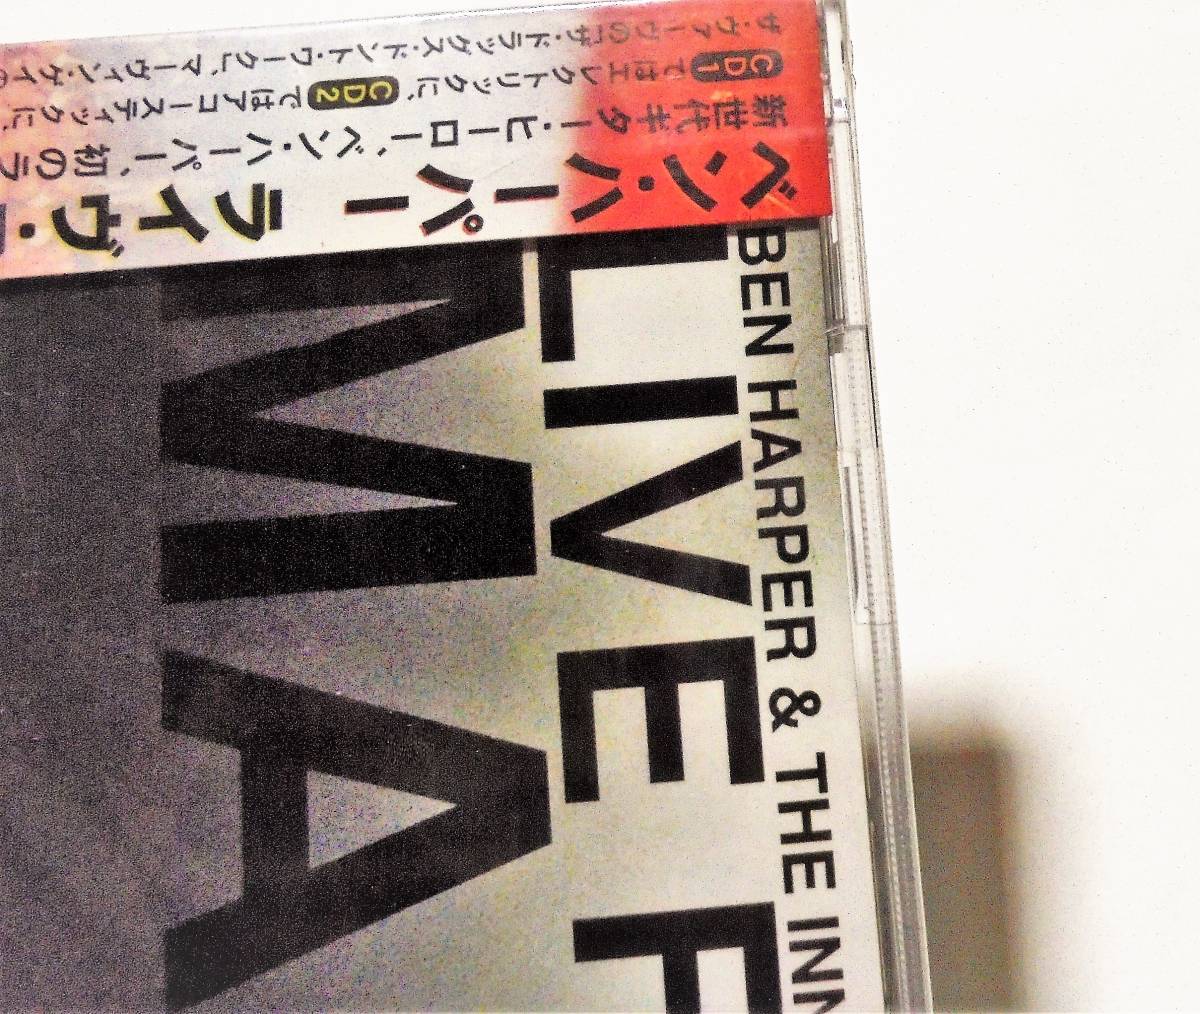 ベン・ハーパー ライヴ・
新世代ギター・ヒーロー、ベン・ハーパー、初のラ
CD1ではエレクトリックに、CD2ではアコースティックに、
ザ・ヴァーヴの「ザ・ドラッグス・ドント・ワーク」、マーヴィン・ゲイの
BEN HARPER & THE INN
LIVE F
MA